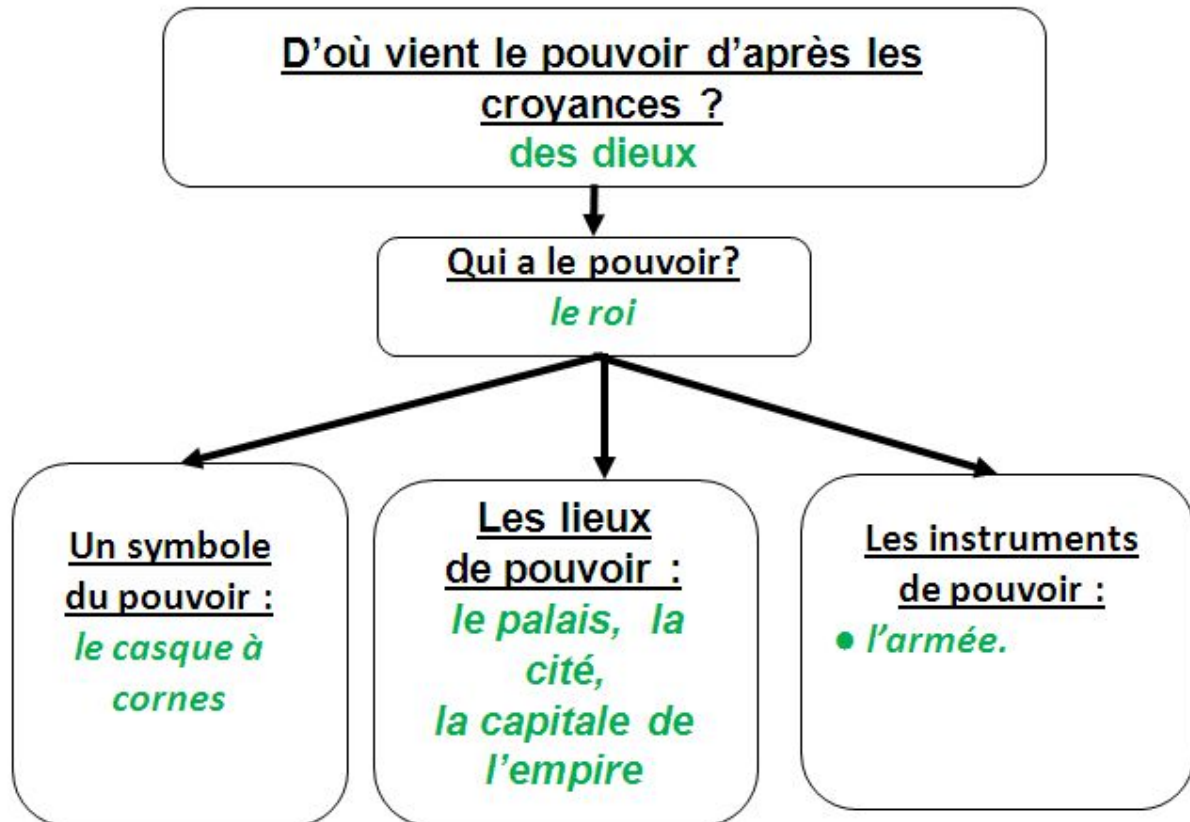 D'où vient le pouvoir d'après les
croyances ?
des dieux
Qui a le pouvoir?
le roi
Un symbole
du pouvoir :
le casque à
cornes
Les lieux
de pouvoir :
le palais, la
cité,
la capitale de
l'empire
Les instruments
de pouvoir :
● l'armée.